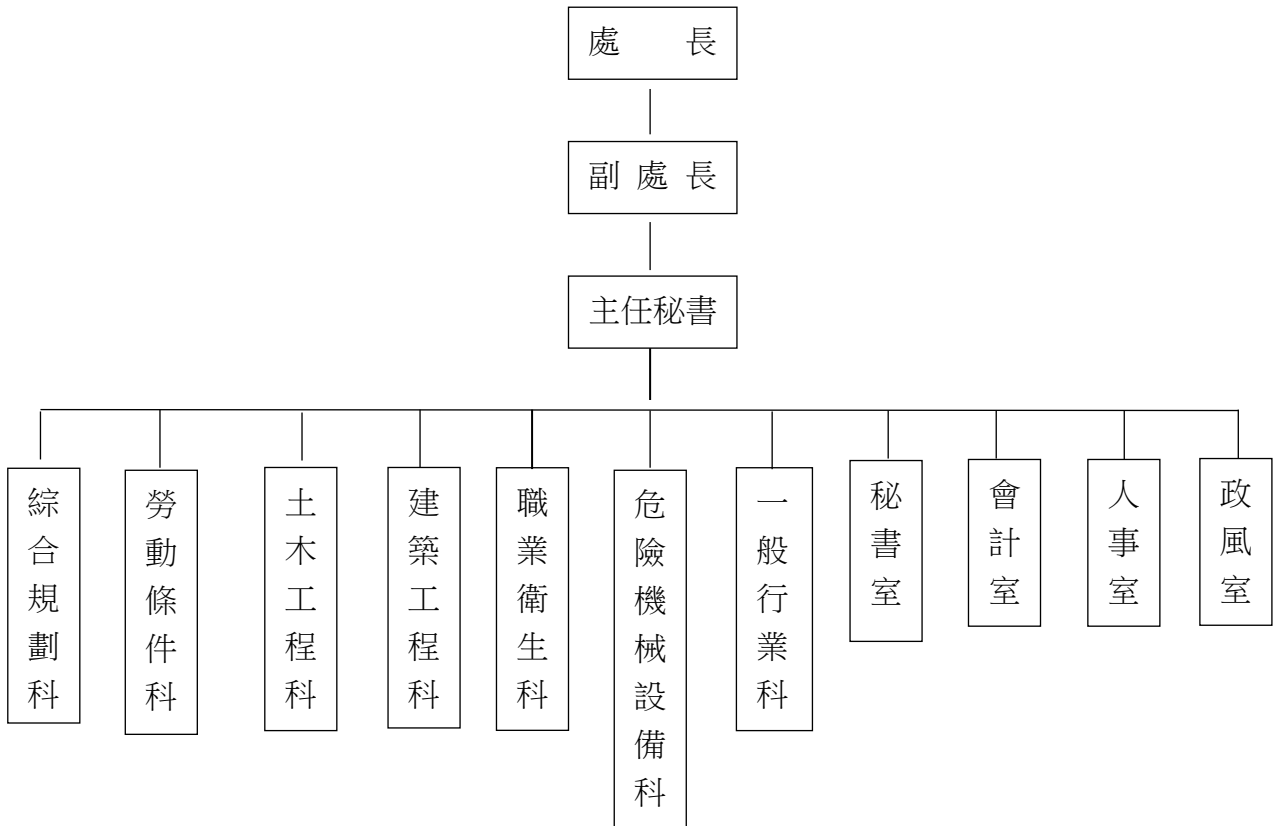 處長
副處長
主任秘書
綜合規劃科
勞動條件科
土木工程科
建築工程科
職業衛生科
危險機械設備科
一般行業科
秘書室
會計室
人事室
政風室